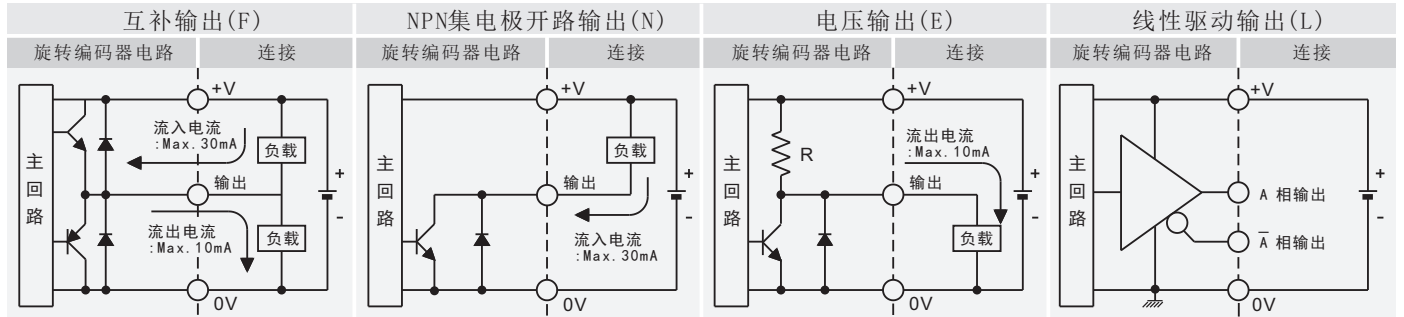 互补输出(F)
旋转编码器电路 连接
+V
流入电流
:Max.30mA
负载
主回路
输出
+
-
流出电流
:Max.10mA
负载
0V
NPN集电极开路输出(N)
旋转编码器电路 连接
+V
负载
主回路
输出
+
-
流入电流
:Max.30mA
0V
电压输出(E)
旋转编码器电路 连接
+V
流出电流
:Max.10mA
R
主回路
输出
+
-
负载
0V
线性驱动输出(L)
旋转编码器电路 连接
+V
主回路
A 相输出
+
-
A̅ 相输出
0V